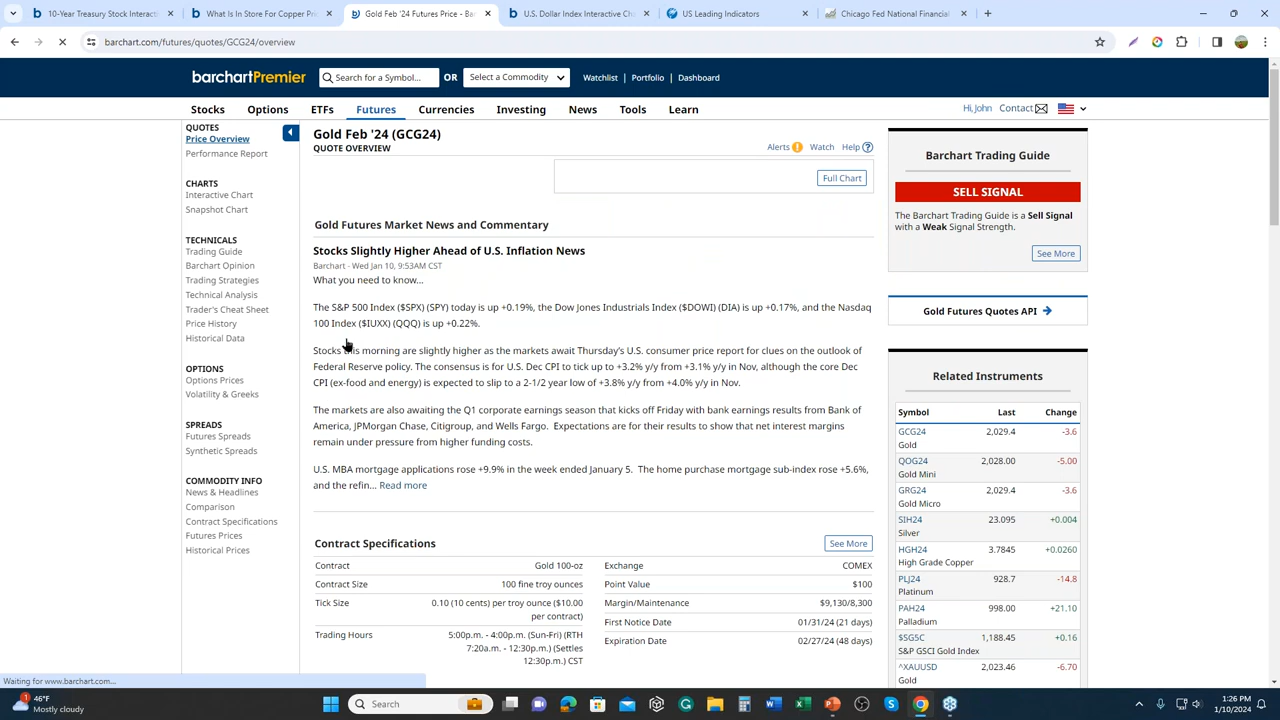 10-Year Treasury Stock Interacti
What Is In Store For Copper Pric
Gold Feb '24 Futures Price - Bar
U.S. Dollar Index Interactive Ch
US Leading Indicators
Chicago Fed National Financial
barchart.com/futures/quotes/GCG24/overview
barchartPremier
Search for a Symbol...
OR
Select a Commodity
Watchlist | Portfolio | Dashboard
Stocks Options ETFs Futures Currencies Investing News Tools Learn
Hi, John Contact
QUOTES
Price Overview
Performance Report
CHARTS
Interactive Chart
Snapshot Chart
TECHNICALS
Trading Guide
Barchart Opinion
Trading Strategies
Technical Analysis
Trader's Cheat Sheet
Price History
Historical Data
OPTIONS
Options Prices
Volatility & Greeks
SPREADS
Futures Spreads
Synthetic Spreads
COMMODITY INFO
News & Headlines
Comparison
Contract Specifications
Futures Prices
Historical Prices
Gold Feb '24 (GCG24)
QUOTE OVERVIEW
Alerts ! Watch Help ?
Full Chart
Gold Futures Market News and Commentary
Stocks Slightly Higher Ahead of U.S. Inflation News
Barchart - Wed Jan 10, 9:53AM CST
What you need to know…
The S&P 500 Index ($SPX) (SPY) today is up +0.19%, the Dow Jones Industrials Index ($DOWI) (DIA) is up +0.17%, and the Nasdaq
100 Index ($IUXX) (QQQ) is up +0.22%.
Stocks this morning are slightly higher as the markets await Thursday's U.S. consumer price report for clues on the outlook of
Federal Reserve policy. The consensus is for U.S. Dec CPI to tick up to +3.2% y/y from +3.1% y/y in Nov, although the core Dec
CPI (ex-food and energy) is expected to slip to a 2-1/2 year low of +3.8% y/y from +4.0% y/y in Nov.
The markets are also awaiting the Q1 corporate earnings season that kicks off Friday with bank earnings results from Bank of
America, JPMorgan Chase, Citigroup, and Wells Fargo. Expectations are for their results to show that net interest margins
remain under pressure from higher funding costs.
U.S. MBA mortgage applications rose +9.9% in the week ended January 5. The home purchase mortgage sub-index rose +5.6%,
and the refin... Read more
Contract Specifications
See More
Contract Gold 100-oz
Contract Size 100 fine troy ounces
Tick Size 0.10 (10 cents) per troy ounce ($10.00
per contract)
Trading Hours 5:00p.m. - 4:00p.m. (Sun-Fri) (RTH
7:20a.m. - 12:30p.m.) (Settles
12:30p.m.) CST
Exchange COMEX
Point Value $100
Margin/Maintenance $9,130/8,300
First Notice Date 01/31/24 (21 days)
Expiration Date 02/27/24 (48 days)
Barchart Trading Guide
SELL SIGNAL
The Barchart Trading Guide is a Sell Signal
with a Weak Signal Strength.
See More
Gold Futures Quotes API
Related Instruments
Symbol Last Change
GCG24 2,029.4 -3.6
Gold
QOG24 2,028.00 -5.00
Gold Mini
GRG24 2,029.4 -3.6
Gold Micro
SIH24 23.095 +0.004
Silver
HGH24 3.7845 +0.0260
High Grade Copper
PLJ24 928.7 -14.8
Platinum
PAH24 998.00 +21.10
Palladium
$SG5C 1,188.45 +0.16
S&P GSCI Gold Index
^XAUUSD 2,023.46 -6.70
Gold
Waiting for www.barchart.com...
1
46°F
Mostly cloudy
Search
1:26 PM
1/10/2024